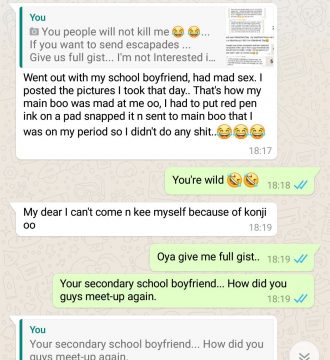 You
You people will not kill me 😂 😂...
If you want to send escapades ...
Give us full gist... I'm not Interested i...
Went out with my school boyfriend, had mad sex. I
posted the pictures I took that day.. That's how my
main boo was mad at me oo, I had to put red pen
ink on a pad snapped it n sent to main boo that I
was on my period so I didn't do any shit..😂😂😂
18:17
You're wild 🤣🤣 18:18
My dear I can't come n kee myself because of konji
oo
18:19
Oya give me full gist.. 18:19
Your secondary school boyfriend... How did you
guys meet-up again. 18:19
You
Your secondary school boyfriend... How did you
guys meet-up again.